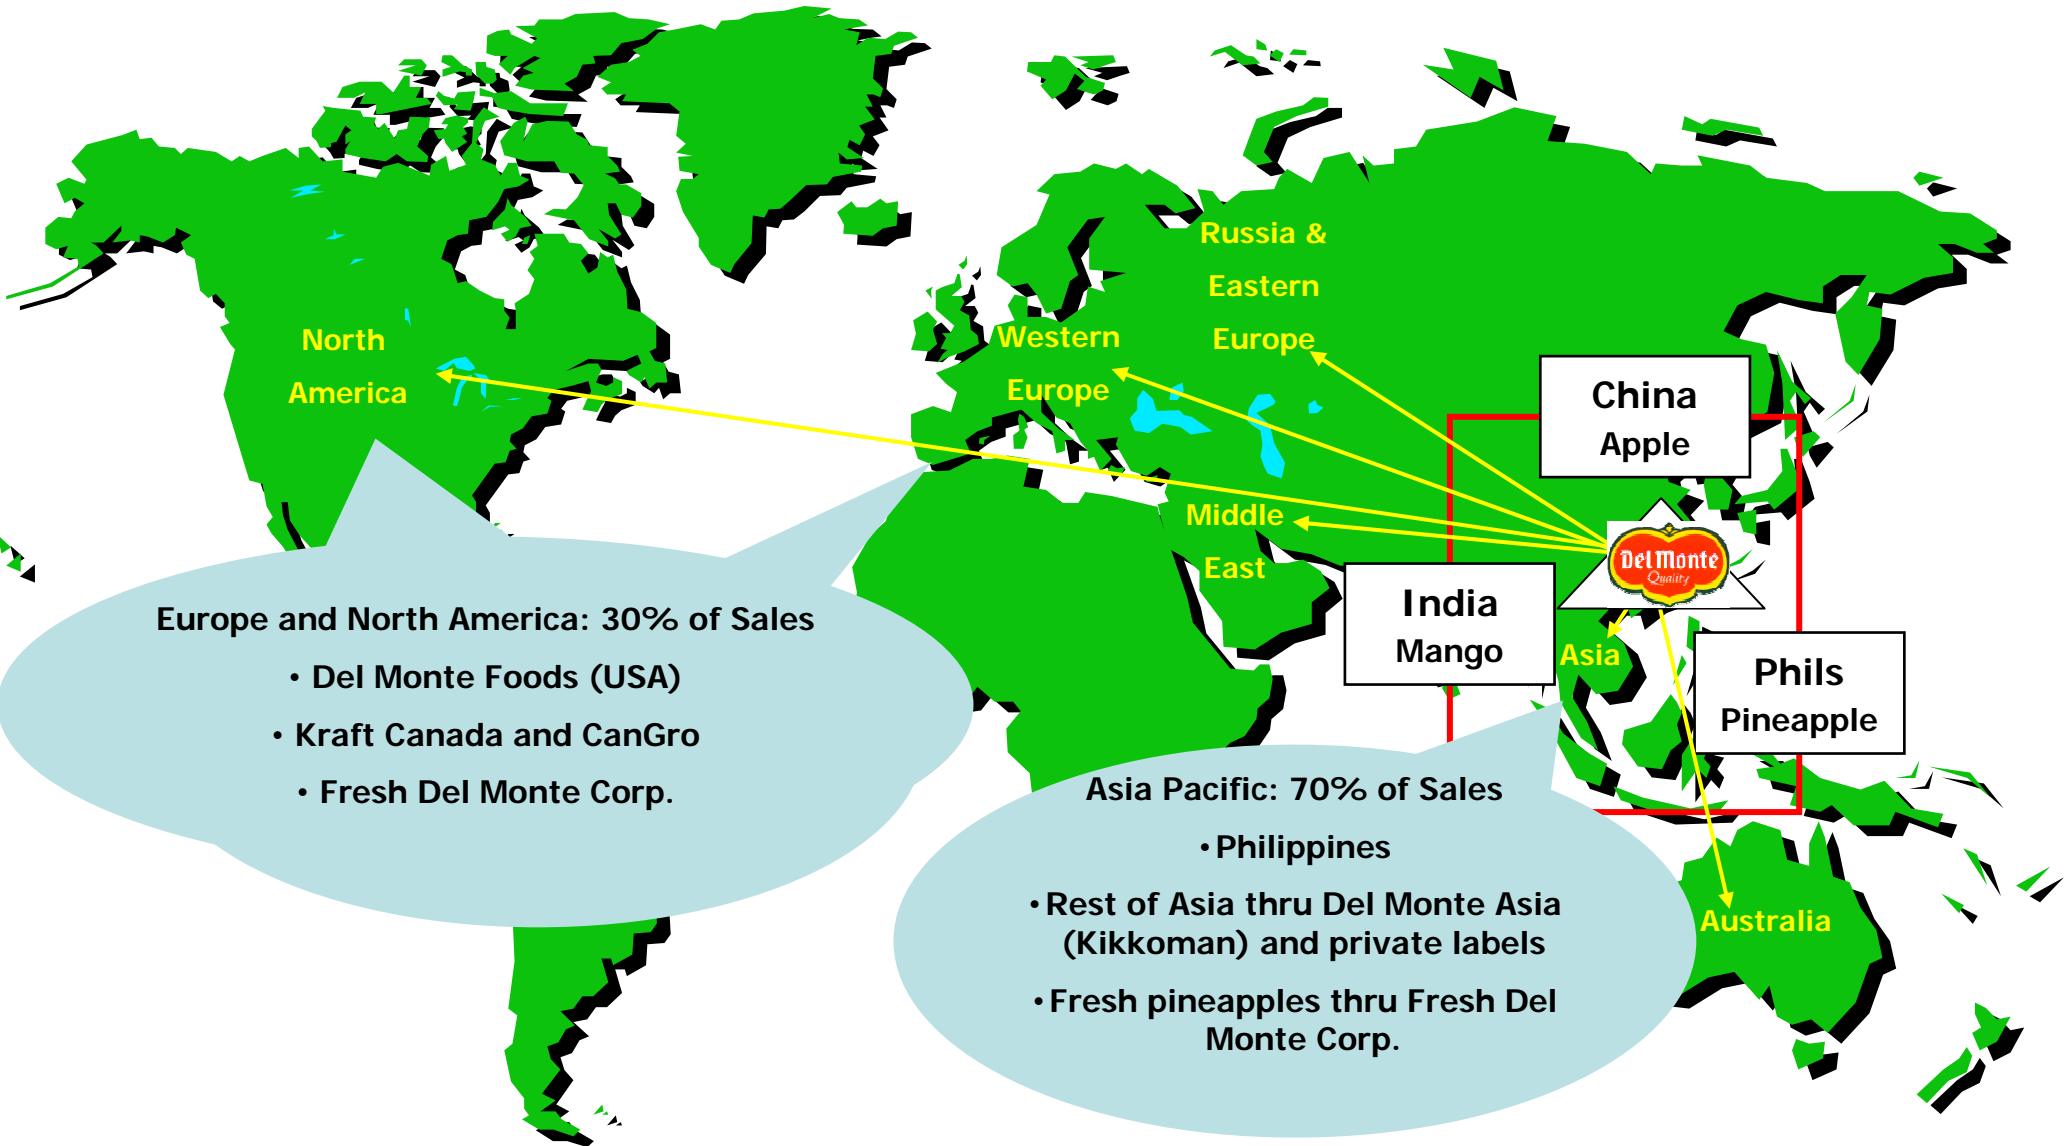 Russia &
Eastern
Europe
North
America
Western
Europe
China
Apple
Middle
East
Del Monte
Quality
India
Mango
Asia
Phils
Pineapple
Europe and North America: 30% of Sales
• Del Monte Foods (USA)
• Kraft Canada and CanGro
• Fresh Del Monte Corp.
Asia Pacific: 70% of Sales
• Philippines
• Rest of Asia thru Del Monte Asia
(Kikkoman) and private labels
• Fresh pineapples thru Fresh Del
Monte Corp.
Australia